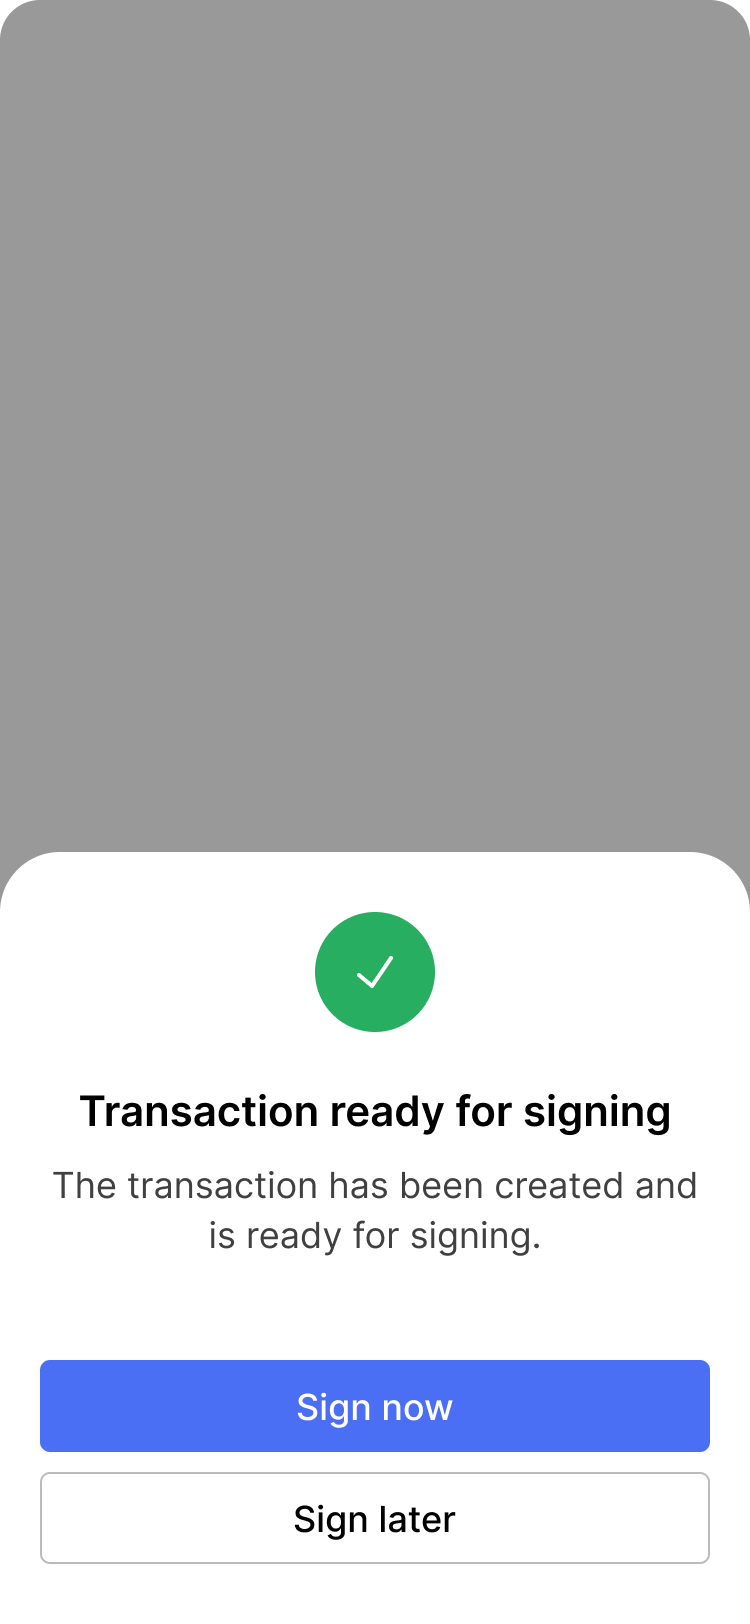 Transaction ready for signing
The transaction has been created and
is ready for signing.
Sign now
Sign later